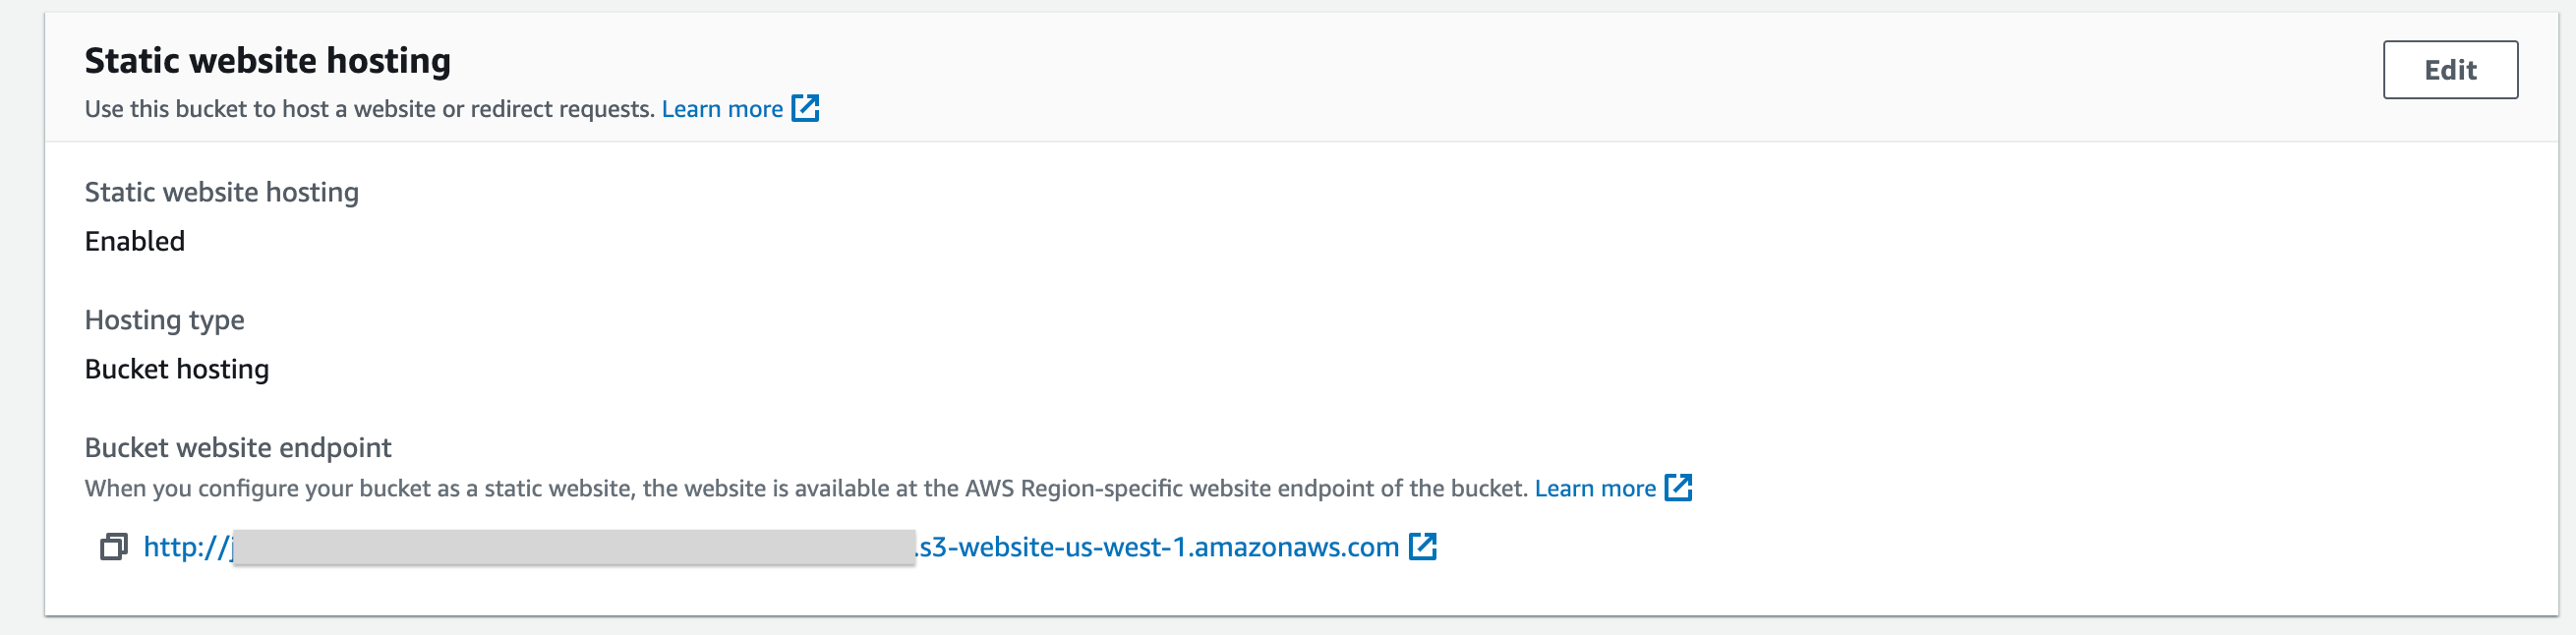 Static website hosting
Edit
Use this bucket to host a website or redirect requests. Learn more
Static website hosting
Enabled
Hosting type
Bucket hosting
Bucket website endpoint
When you configure your bucket as a static website, the website is available at the AWS Region-specific website endpoint of the bucket. Learn more
http://j .s3-website-us-west-1.amazonaws.com